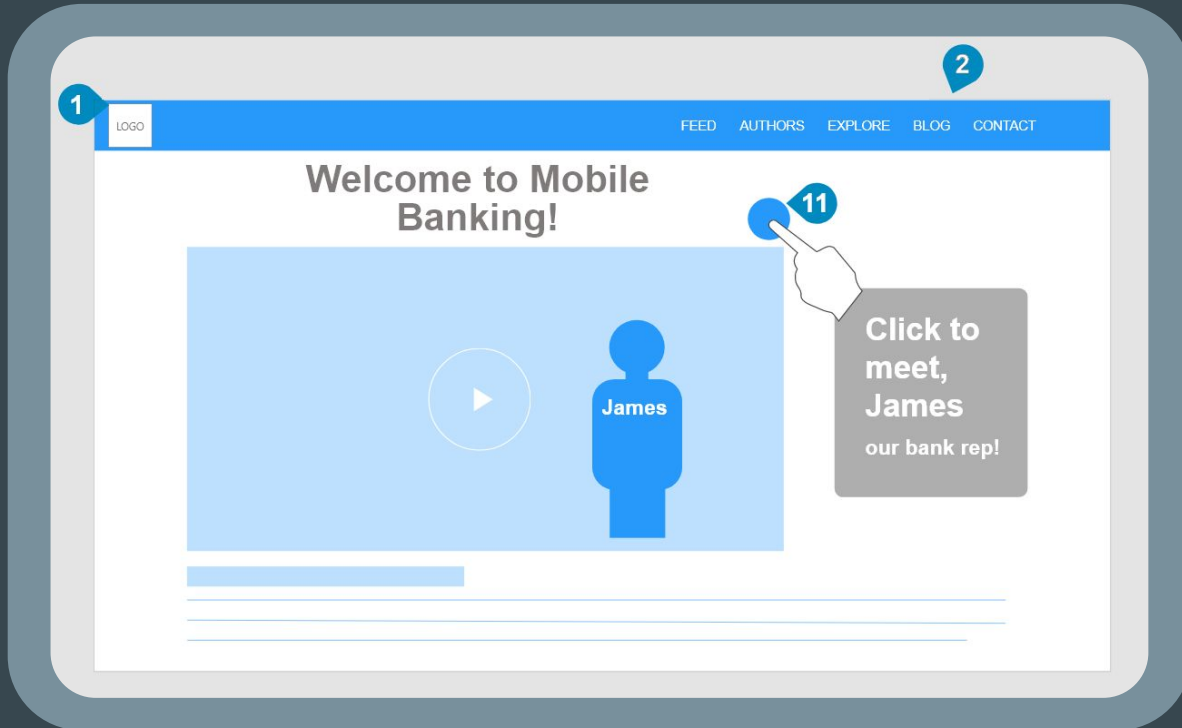 2
1
LOGO
FEED AUTHORS EXPLORE BLOG CONTACT
Welcome to Mobile
Banking!
11
Click to
meet,
James
our bank rep!
James